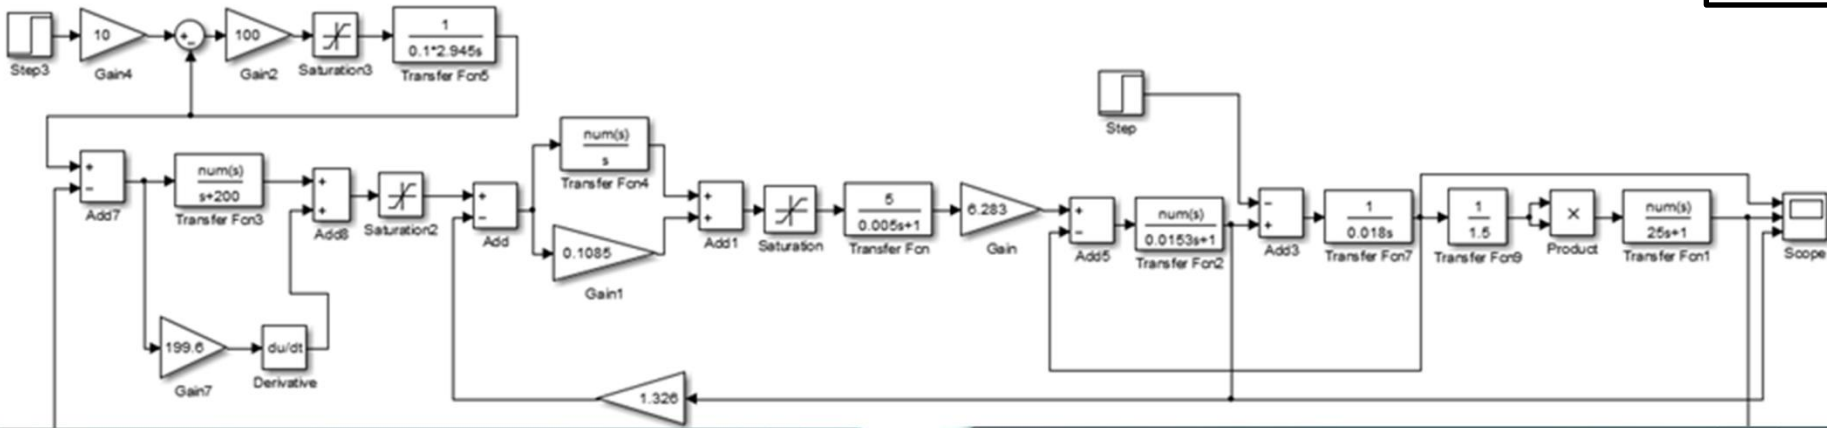 Step3
10
Gain4
100
Gain2
Saturation3
1
0.1*2.945s
Transfer Fcn5
Add7
num(s)
s+200
Transfer Fcn3
Add8
Saturation2
199.6
Gain7
du/dt
Derivative
Add
num(s)
s
Transfer Fcn4
0.1085
Gain1
Add1
Saturation
5
0.005s+1
Transfer Fcn
6.283
Gain
1.326
Step
Add5
num(s)
0.0153s+1
Transfer Fcn2
Add3
1
0.018s
Transfer Fcn7
1
1.5
Transfer Fcn9
×
Product
num(s)
25s+1
Transfer Fcn1
Scope